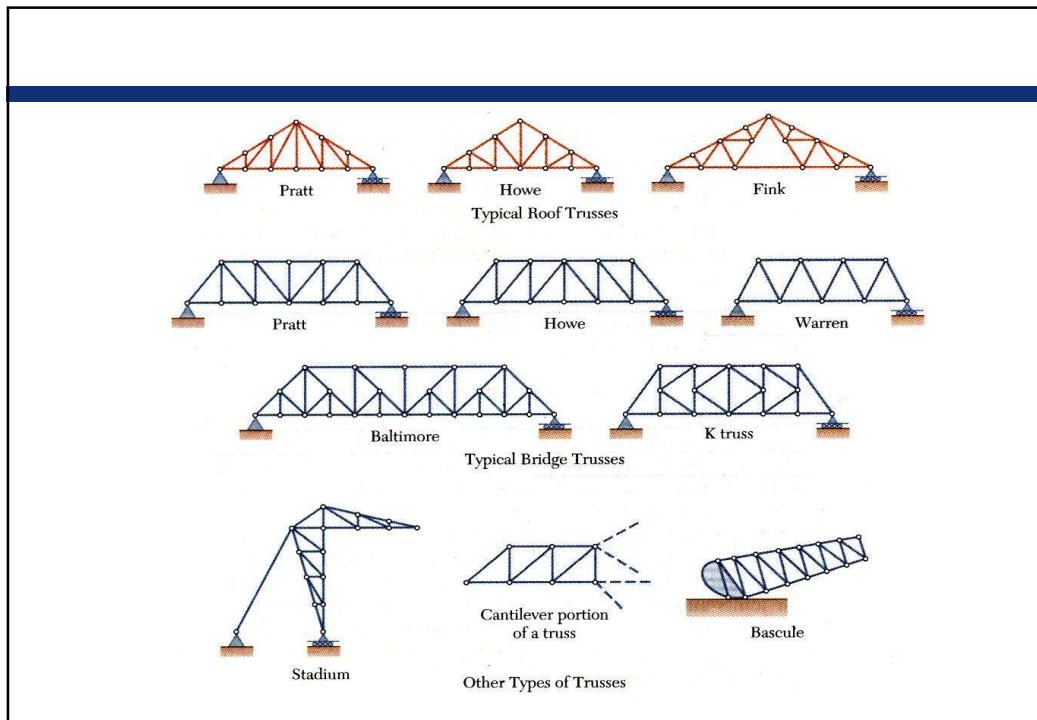 Pratt
Howe
Fink
Typical Roof Trusses
Pratt
Howe
Warren
Baltimore
K truss
Typical Bridge Trusses
Stadium
Cantilever portion
of a truss
Bascule
Other Types of Trusses